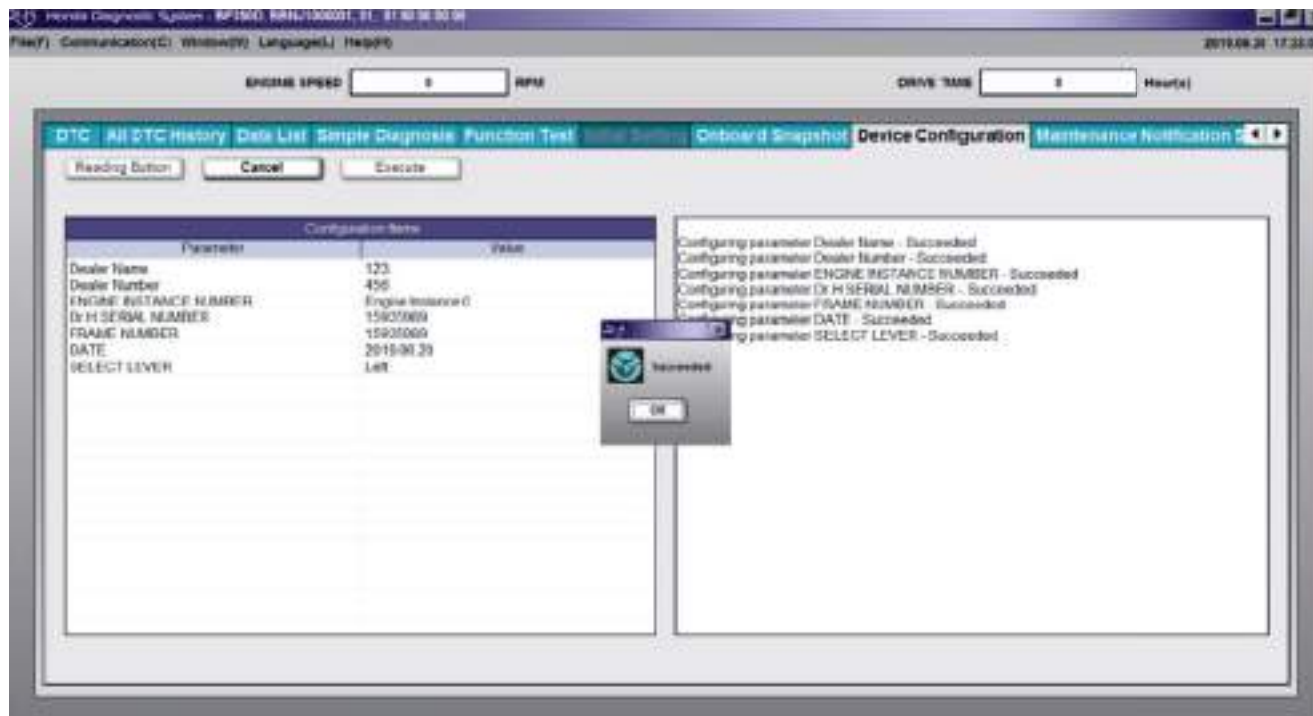 Honda Diagnostic System
File(F) Communication(C) Window(W) Language(L) Help(H)
ENGINE SPEED 0 RPM
DRIVE TIME 0 Hour(s)
DTC All DTC History Data List Simple Diagnosis Function Test Onboard Snapshot Device Configuration Maintenance Notification
Reading Button Cancel Execute
Configuration Items
Parameter Value
Dealer Name 123
Dealer Number 456
ENGINE INSTANCE NUMBER Engine Instance 0
Dr H SERIAL NUMBER
FRAME NUMBER
DATE
SELECT LEVER Left
Configuring parameter Dealer Name - Succeeded
Configuring parameter Dealer Number - Succeeded
Configuring parameter ENGINE INSTANCE NUMBER - Succeeded
Configuring parameter Dr H SERIAL NUMBER - Succeeded
Configuring parameter FRAME NUMBER - Succeeded
parameter DATE - Succeeded
parameter SELECT LEVER - Succeeded
Succeeded
OK